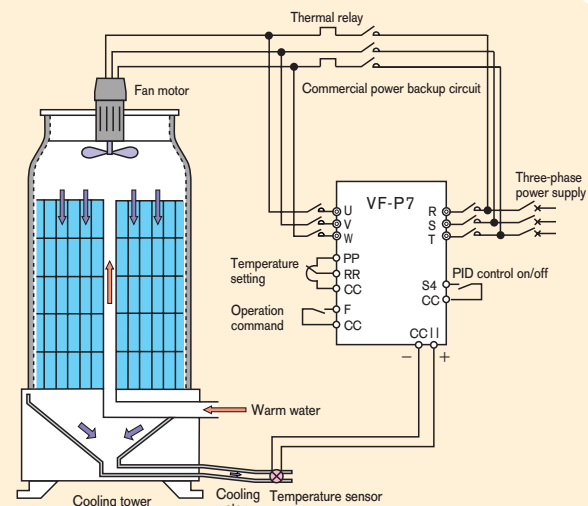 Thermal relay
Fan motor
Commercial power backup circuit
Three-phase
power supply
VF-P7
U
V
W
R
S
T
PP
RR
CC
Temperature
setting
S4
CC
PID control on/off
F
CC
Operation
command
CC II
− +
Warm water
Cooling tower
Cooling
Temperature sensor